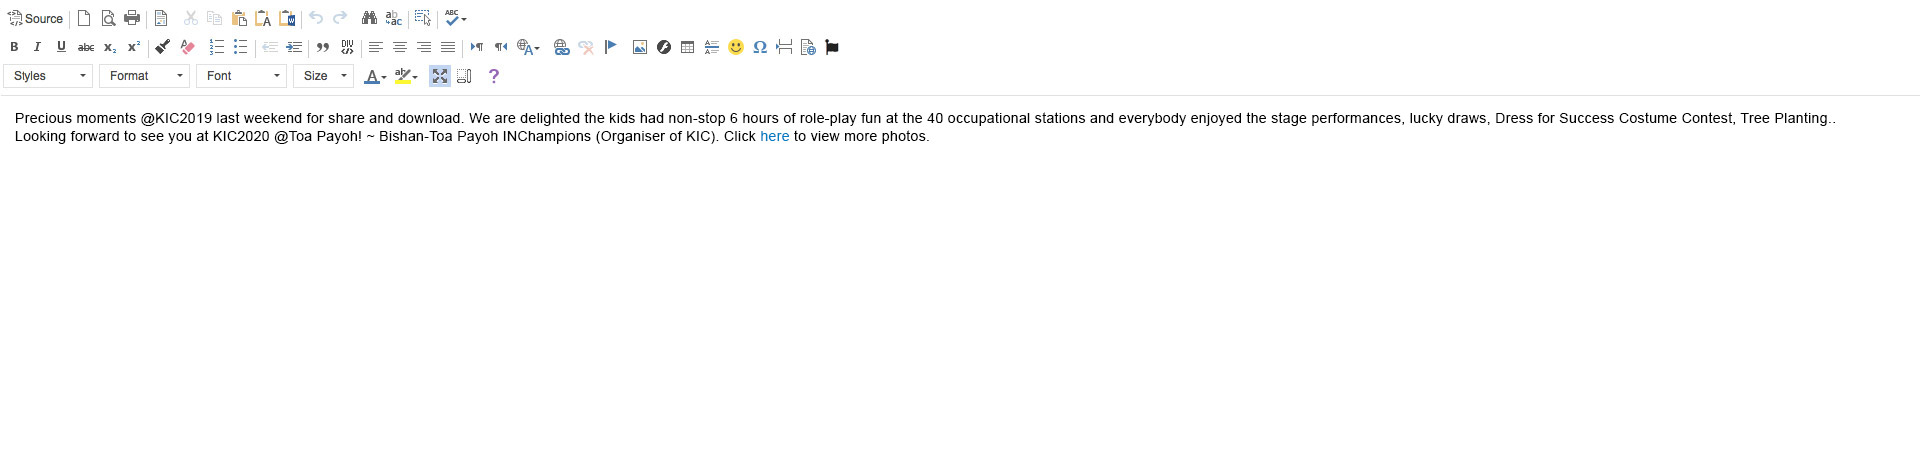 Source
Styles Format Font Size
Precious moments @KIC2019 last weekend for share and download. We are delighted the kids had non-stop 6 hours of role-play fun at the 40 occupational stations and everybody enjoyed the stage performances, lucky draws, Dress for Success Costume Contest, Tree Planting..
Looking forward to see you at KIC2020 @Toa Payoh! ~ Bishan-Toa Payoh INChampions (Organiser of KIC). Click here to view more photos.